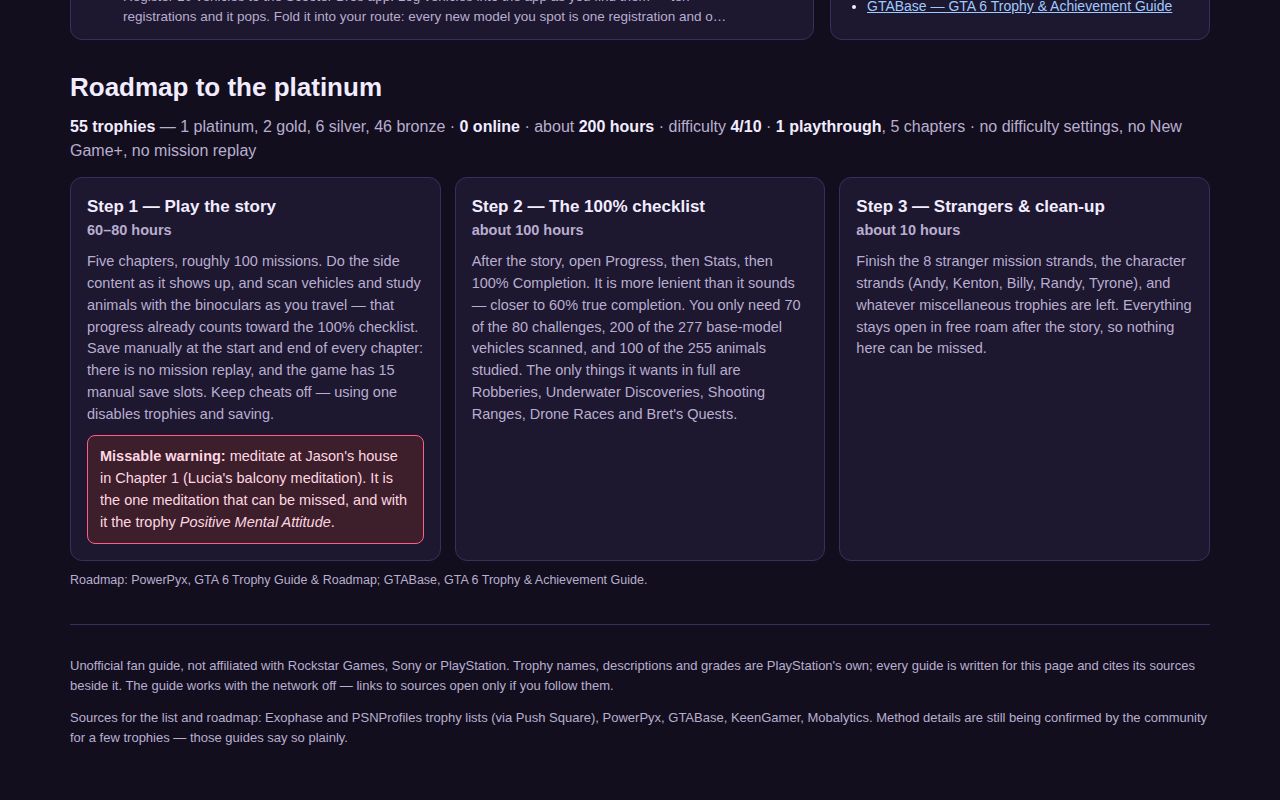 registrations and it pops. Fold it into your route: every new model you spot is one registration and o…
GTABase — GTA 6 Trophy & Achievement Guide
Roadmap to the platinum
55 trophies — 1 platinum, 2 gold, 6 silver, 46 bronze · 0 online · about 200 hours · difficulty 4/10 · 1 playthrough, 5 chapters · no difficulty settings, no New
Game+, no mission replay
Step 1 — Play the story
60–80 hours
Five chapters, roughly 100 missions. Do the side
content as it shows up, and scan vehicles and study
animals with the binoculars as you travel — that
progress already counts toward the 100% checklist.
Save manually at the start and end of every chapter:
there is no mission replay, and the game has 15
manual save slots. Keep cheats off — using one
disables trophies and saving.
Missable warning: meditate at Jason's house
in Chapter 1 (Lucia's balcony meditation). It is
the one meditation that can be missed, and with
it the trophy Positive Mental Attitude.
Step 2 — The 100% checklist
about 100 hours
After the story, open Progress, then Stats, then
100% Completion. It is more lenient than it sounds
— closer to 60% true completion. You only need 70
of the 80 challenges, 200 of the 277 base-model
vehicles scanned, and 100 of the 255 animals
studied. The only things it wants in full are
Robberies, Underwater Discoveries, Shooting
Ranges, Drone Races and Bret's Quests.
Step 3 — Strangers & clean-up
about 10 hours
Finish the 8 stranger mission strands, the character
strands (Andy, Kenton, Billy, Randy, Tyrone), and
whatever miscellaneous trophies are left. Everything
stays open in free roam after the story, so nothing
here can be missed.
Roadmap: PowerPyx, GTA 6 Trophy Guide & Roadmap; GTABase, GTA 6 Trophy & Achievement Guide.
Unofficial fan guide, not affiliated with Rockstar Games, Sony or PlayStation. Trophy names, descriptions and grades are PlayStation's own; every guide is written for this page and cites its sources
beside it. The guide works with the network off — links to sources open only if you follow them.
Sources for the list and roadmap: Exophase and PSNProfiles trophy lists (via Push Square), PowerPyx, GTABase, KeenGamer, Mobalytics. Method details are still being confirmed by the community
for a few trophies — those guides say so plainly.